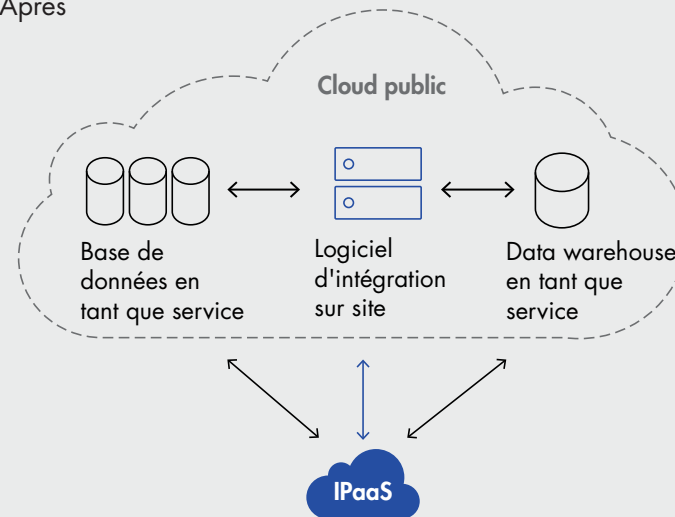 Après
Cloud public
Base de
données en
tant que service
Logiciel
d'intégration
sur site
Data warehouse
en tant que
service
IPaaS